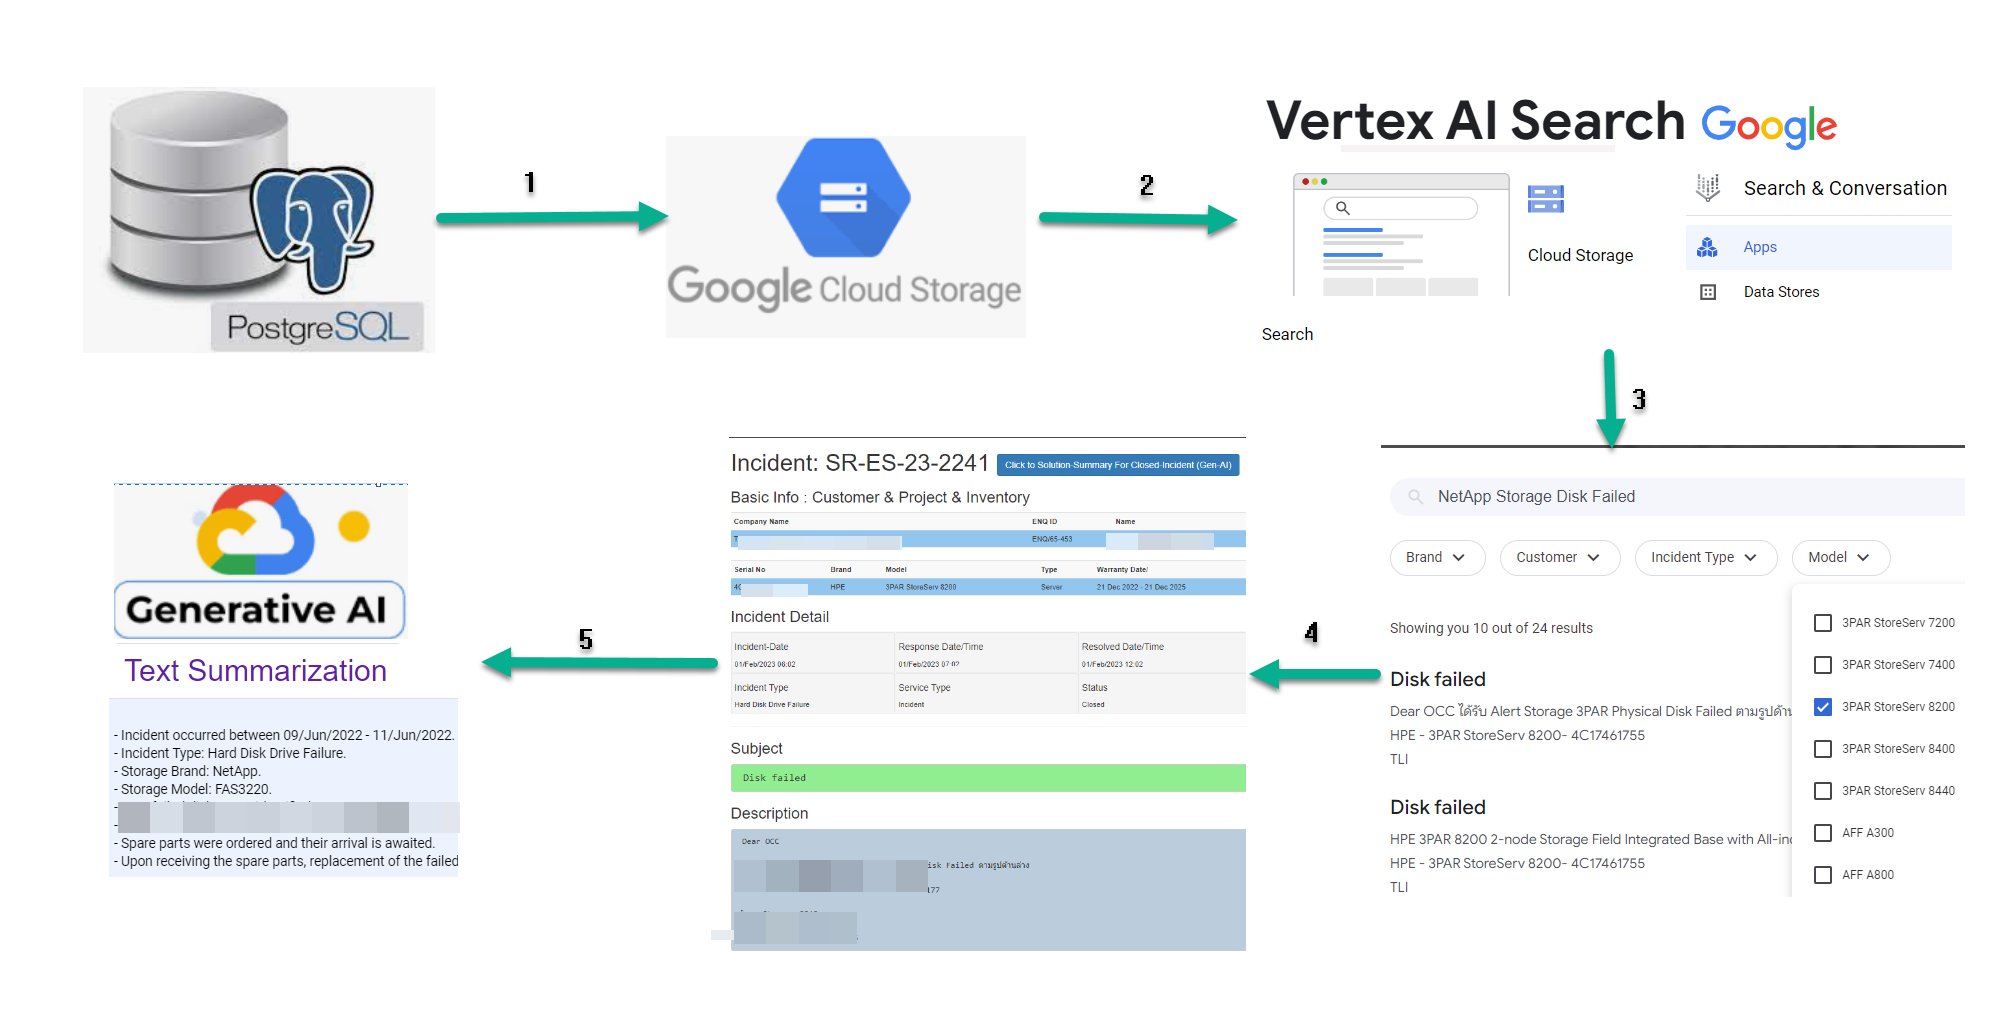 PostgreSQL
1
Google Cloud Storage
2
Vertex AI Search Google
Search
Cloud Storage
Search & Conversation
Apps
Data Stores
3
NetApp Storage Disk Failed
Brand
Customer
Incident Type
Model
Showing you 10 out of 24 results
3PAR StoreServ 7200
3PAR StoreServ 7400
3PAR StoreServ 8200
3PAR StoreServ 8400
3PAR StoreServ 8440
AFF A300
AFF A800
Disk failed
Dear OCC ได้รับ Alert Storage 3PAR Physical Disk Failed ตามรูปด้าน
HPE - 3PAR StoreServ 8200- 4C17461755
TLI
Disk failed
HPE 3PAR 8200 2-node Storage Field Integrated Base with All-in
HPE - 3PAR StoreServ 8200- 4C17461755
TLI
4
Incident: SR-ES-23-2241
Click to Solution-Summary For Closed-Incident (Gen-AI)
Basic Info : Customer & Project & Inventory
Company Name ENQ ID Name
ENQ/65-453
Serial No Brand Model Type Warranty Date/
HPE 3PAR StoreServ 8200 Server 21 Dec 2022 - 21 Dec 2025
Incident Detail
Incident-Date Response Date/Time Resolved Date/Time
01/Feb/2023 06:02 01/Feb/2023 07:02 01/Feb/2023 12:02
Incident Type Service Type Status
Hard Disk Drive Failure Incident Closed
Subject
Disk failed
Description
Dear OCC
isk Failed ตามรูปด้านล่าง
177
5
Generative AI
Text Summarization
- Incident occurred between 09/Jun/2022 - 11/Jun/2022.
- Incident Type: Hard Disk Drive Failure.
- Storage Brand: NetApp.
- Storage Model: FAS3220.
- Spare parts were ordered and their arrival is awaited.
- Upon receiving the spare parts, replacement of the failed